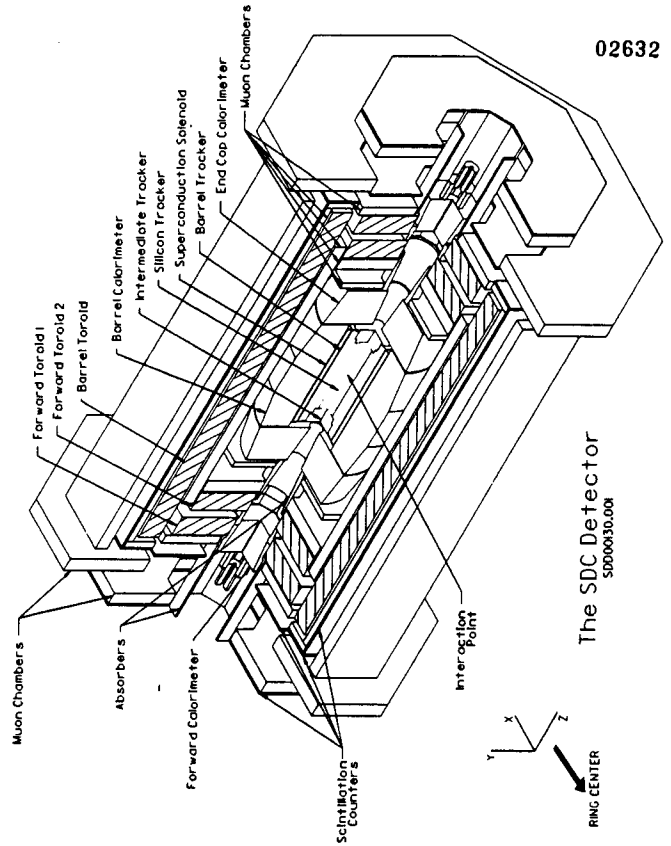 02632
Muon Chambers
Forward Toroid 1
Forward Toroid 2
Barrel Toroid
Barrel Calorimeter
Intermediate Tracker
Silicon Tracker
Superconduction Solenoid
Barrel Tracker
End Cap Calorimeter
Muon Chambers
Absorbers
Forward Calorimeter
Scintillation
Counters
Interaction
Point
The SDC Detector
SDD00130.001
Y
X
Z
RING CENTER